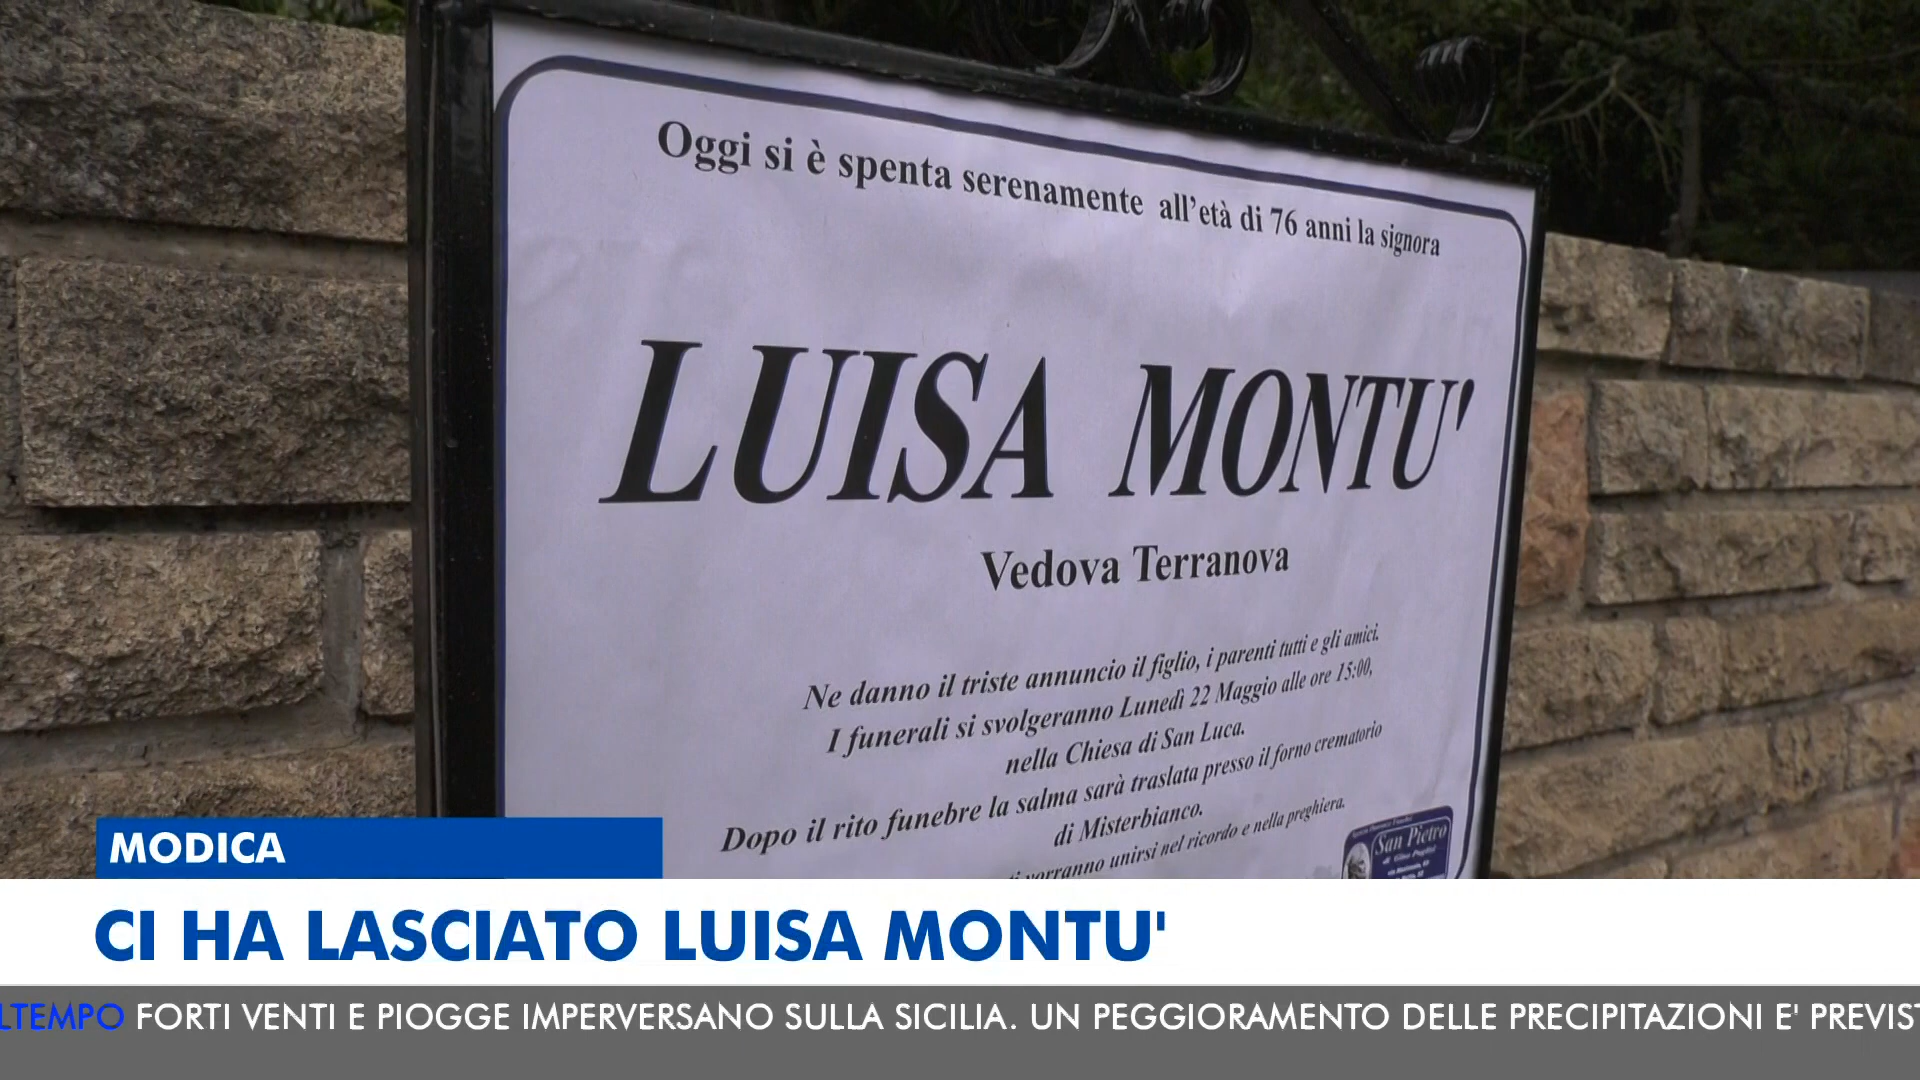 Oggi si è spenta serenamente all'età di 76 anni la signora
LUISA MONTU'
Vedova Terranova
Ne danno il triste annuncio il figlio, i parenti tutti e gli amici.
I funerali si svolgeranno Lunedì 22 Maggio alle ore 15:00,
nella Chiesa di San Luca.
Dopo il rito funebre la salma sarà traslata presso il forno crematorio
di Misterbianco.
vorranno unirsi nel ricordo e nella preghiera.
San Pietro
MODICA
CI HA LASCIATO LUISA MONTU'
LTEMPO FORTI VENTI E PIOGGE IMPERVERSANO SULLA SICILIA. UN PEGGIORAMENTO DELLE PRECIPITAZIONI E' PREVIST